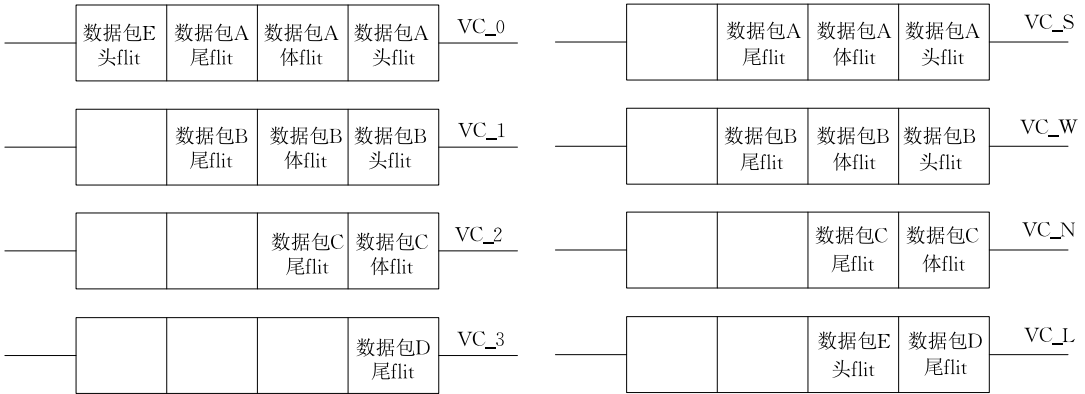 数据包E 数据包A 数据包A 数据包A VC_0
头flit 尾flit 体flit 头flit
数据包B 数据包B 数据包B VC_1
尾flit 体flit 头flit
数据包C 数据包C VC_2
尾flit 体flit
数据包D VC_3
尾flit
数据包A 数据包A 数据包A VC_S
尾flit 体flit 头flit
数据包B 数据包B 数据包B VC_W
尾flit 体flit 头flit
数据包C 数据包C VC_N
尾flit 体flit
数据包E 数据包D VC_L
头flit 尾flit